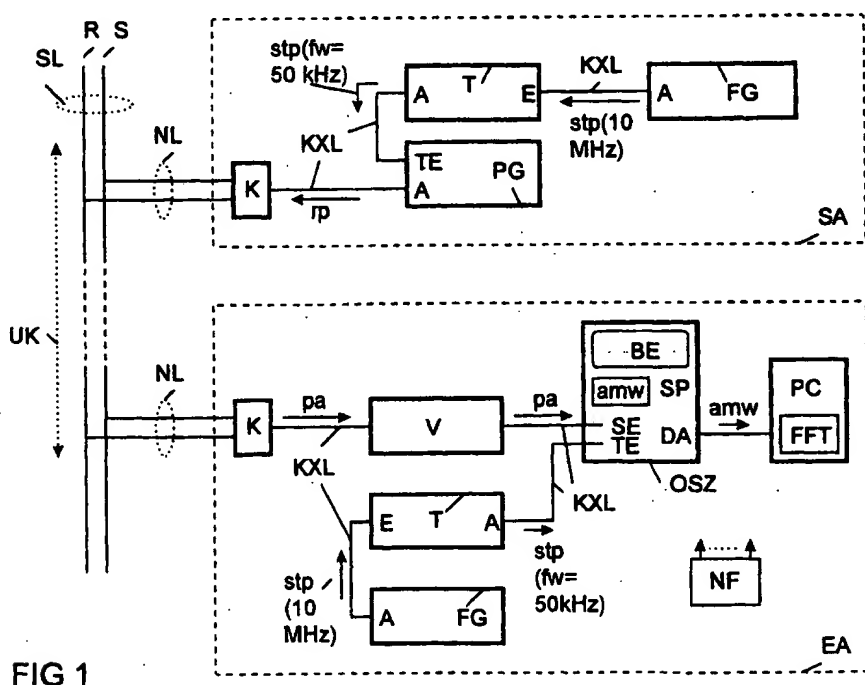 R S
SL
stp(fw=
50 kHz)
T
A E
KXL
A FG
stp(10
MHz)
KXL
TE
A
PG
NL
K
KXL
rp
SA
UK
NL
K
pa
V
pa
BE
amw SP
SE
TE
DA
OSZ
amw
PC
FFT
KXL
KXL
E T A
stp
(fw=
50kHz)
stp
(10
MHz)
A FG
NF
EA
FIG 1